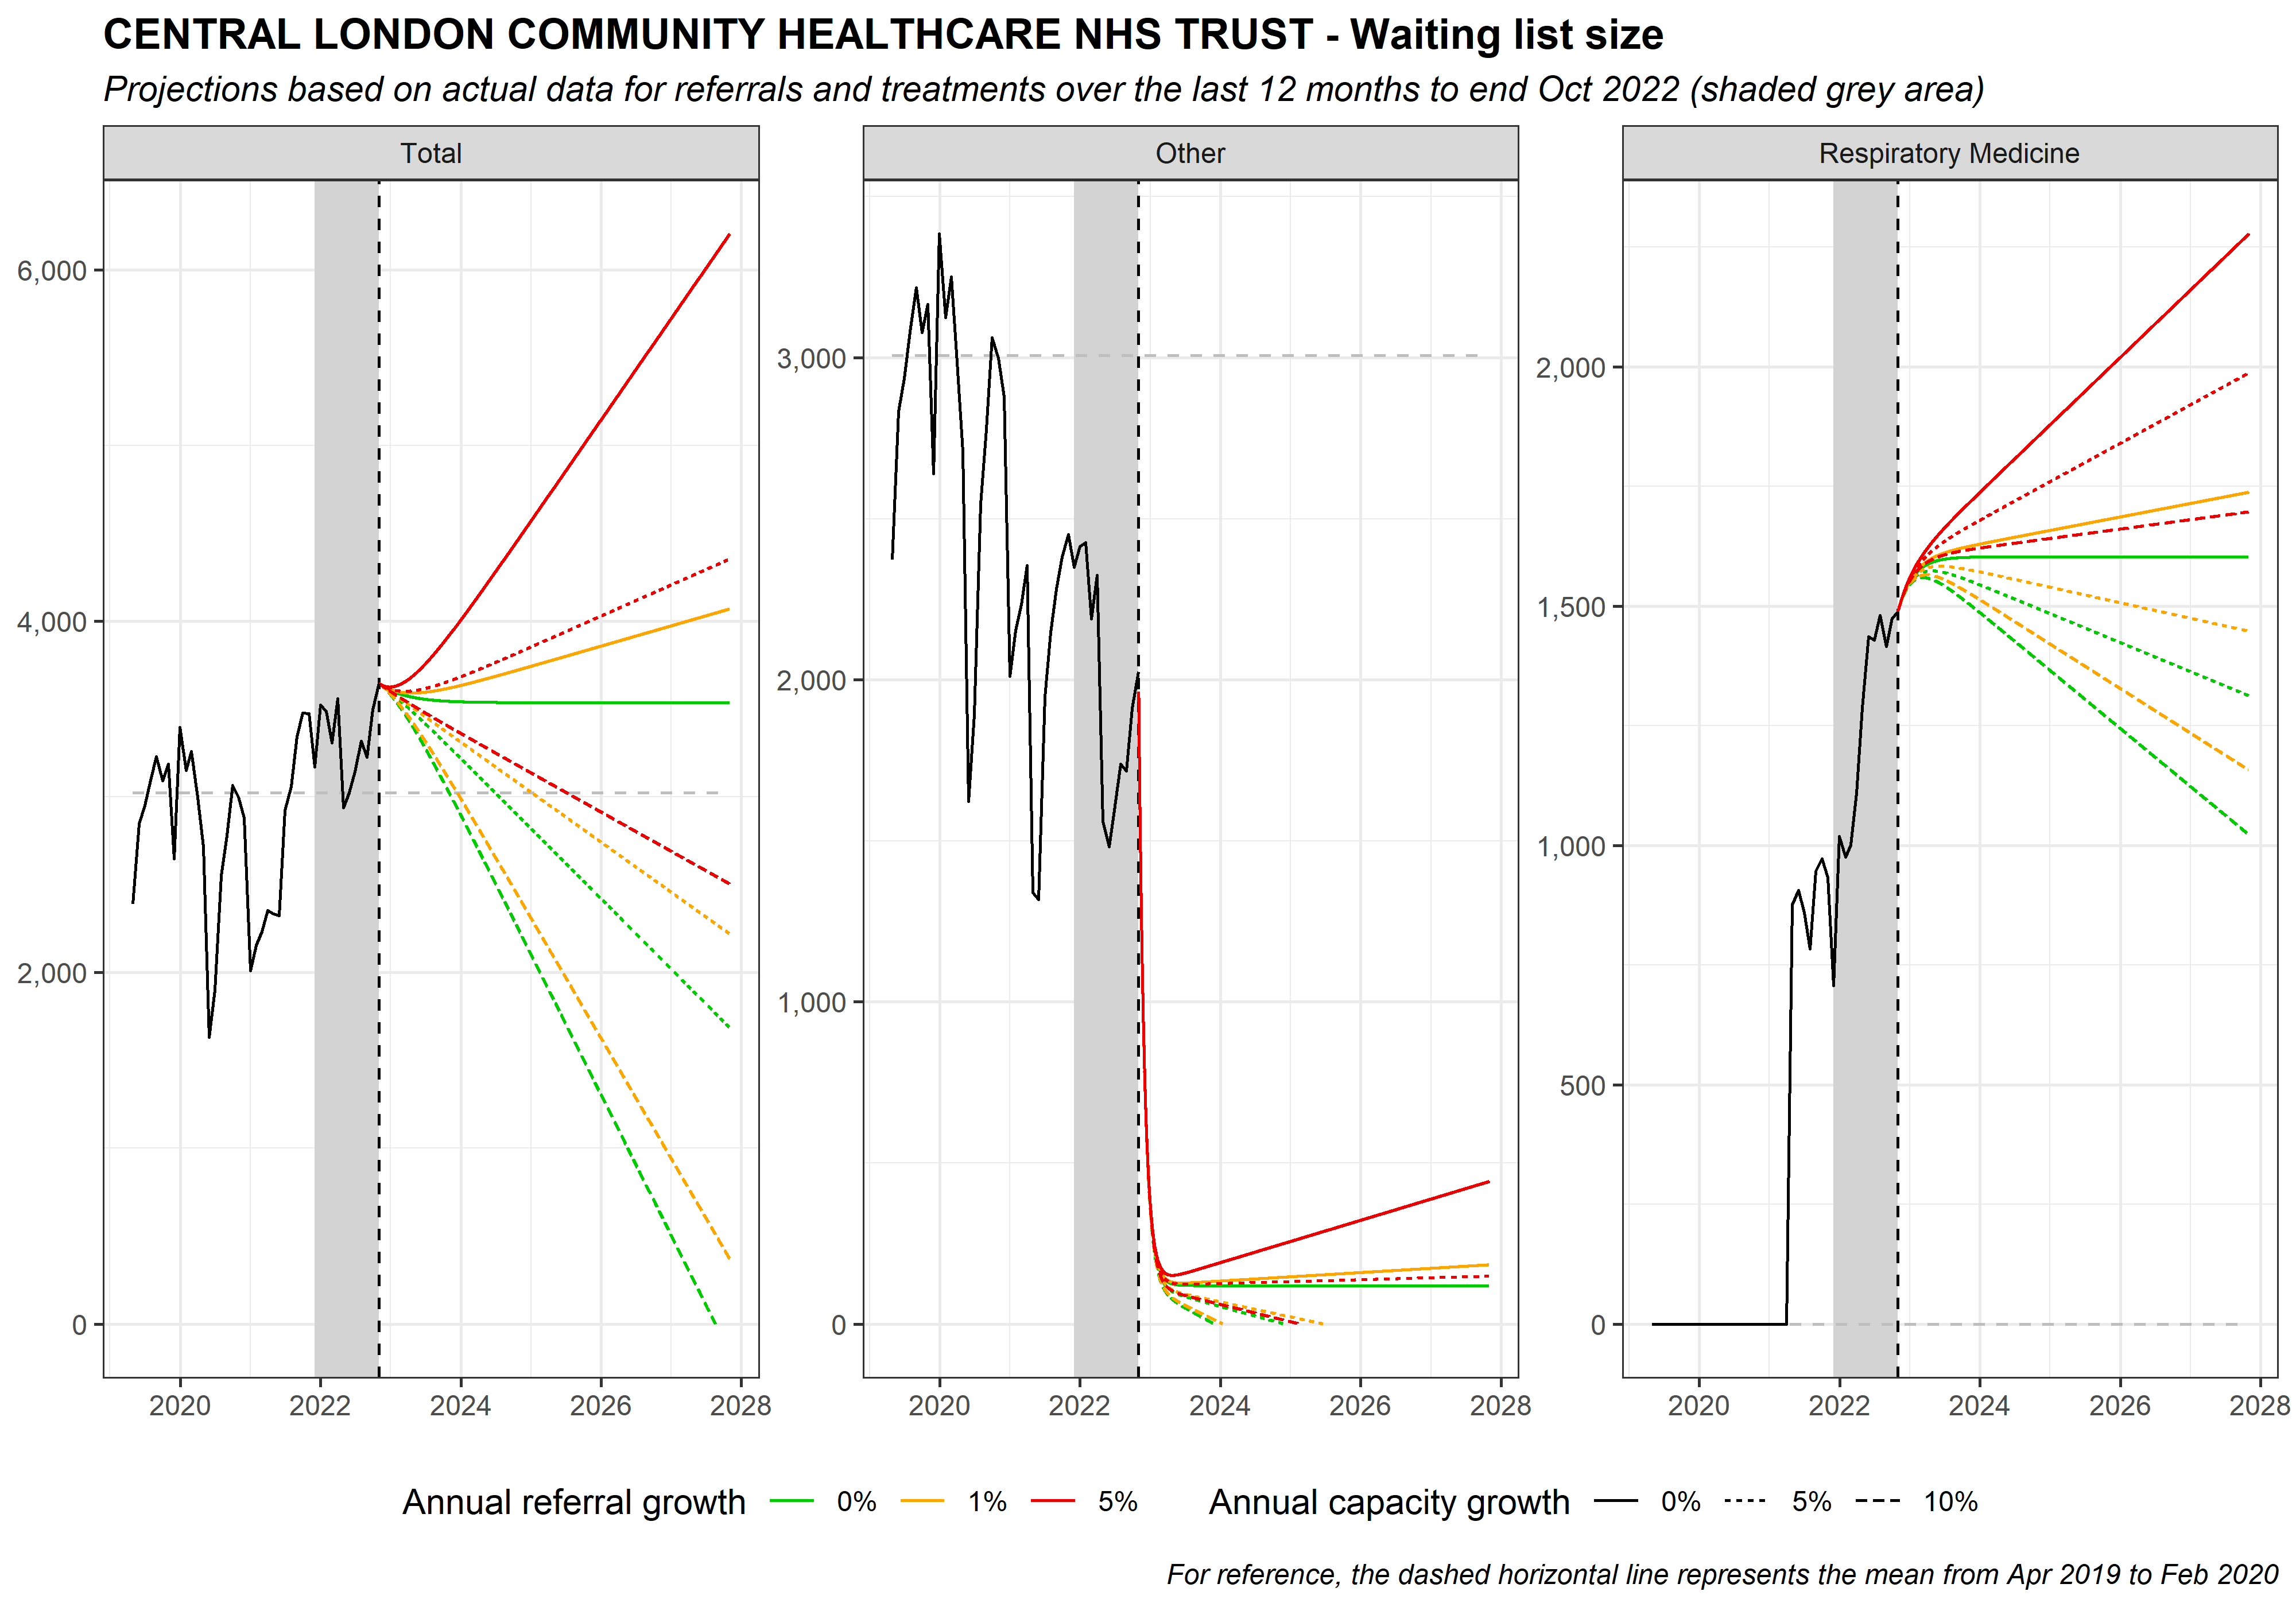 CENTRAL LONDON COMMUNITY HEALTHCARE NHS TRUST - Waiting list size
Projections based on actual data for referrals and treatments over the last 12 months to end Oct 2022 (shaded grey area)
Total
6,000
4,000
2,000
0
2020 2022 2024 2026 2028
Other
3,000
2,000
1,000
0
2020 2022 2024 2026 2028
Respiratory Medicine
2,000
1,500
1,000
500
0
2020 2022 2024 2026 2028
Annual referral growth 0% 1% 5% Annual capacity growth 0% 5% 10%
For reference, the dashed horizontal line represents the mean from Apr 2019 to Feb 2020